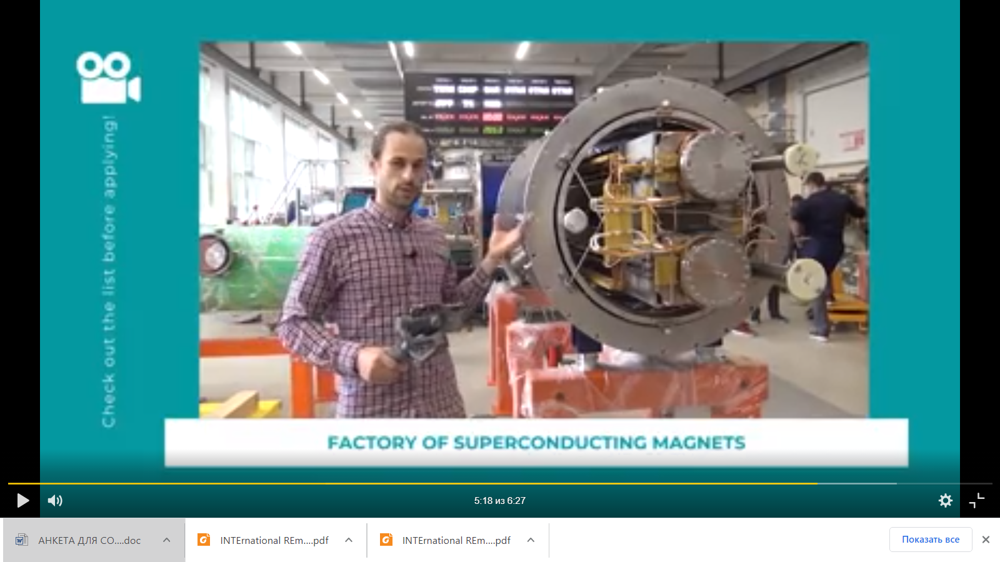 Check out the list before applying!
FACTORY OF SUPERCONDUCTING MAGNETS
5:18 из 6:27
АНКЕТА ДЛЯ СО....doc
INTErnational REm....pdf
INTErnational REm....pdf
Показать все